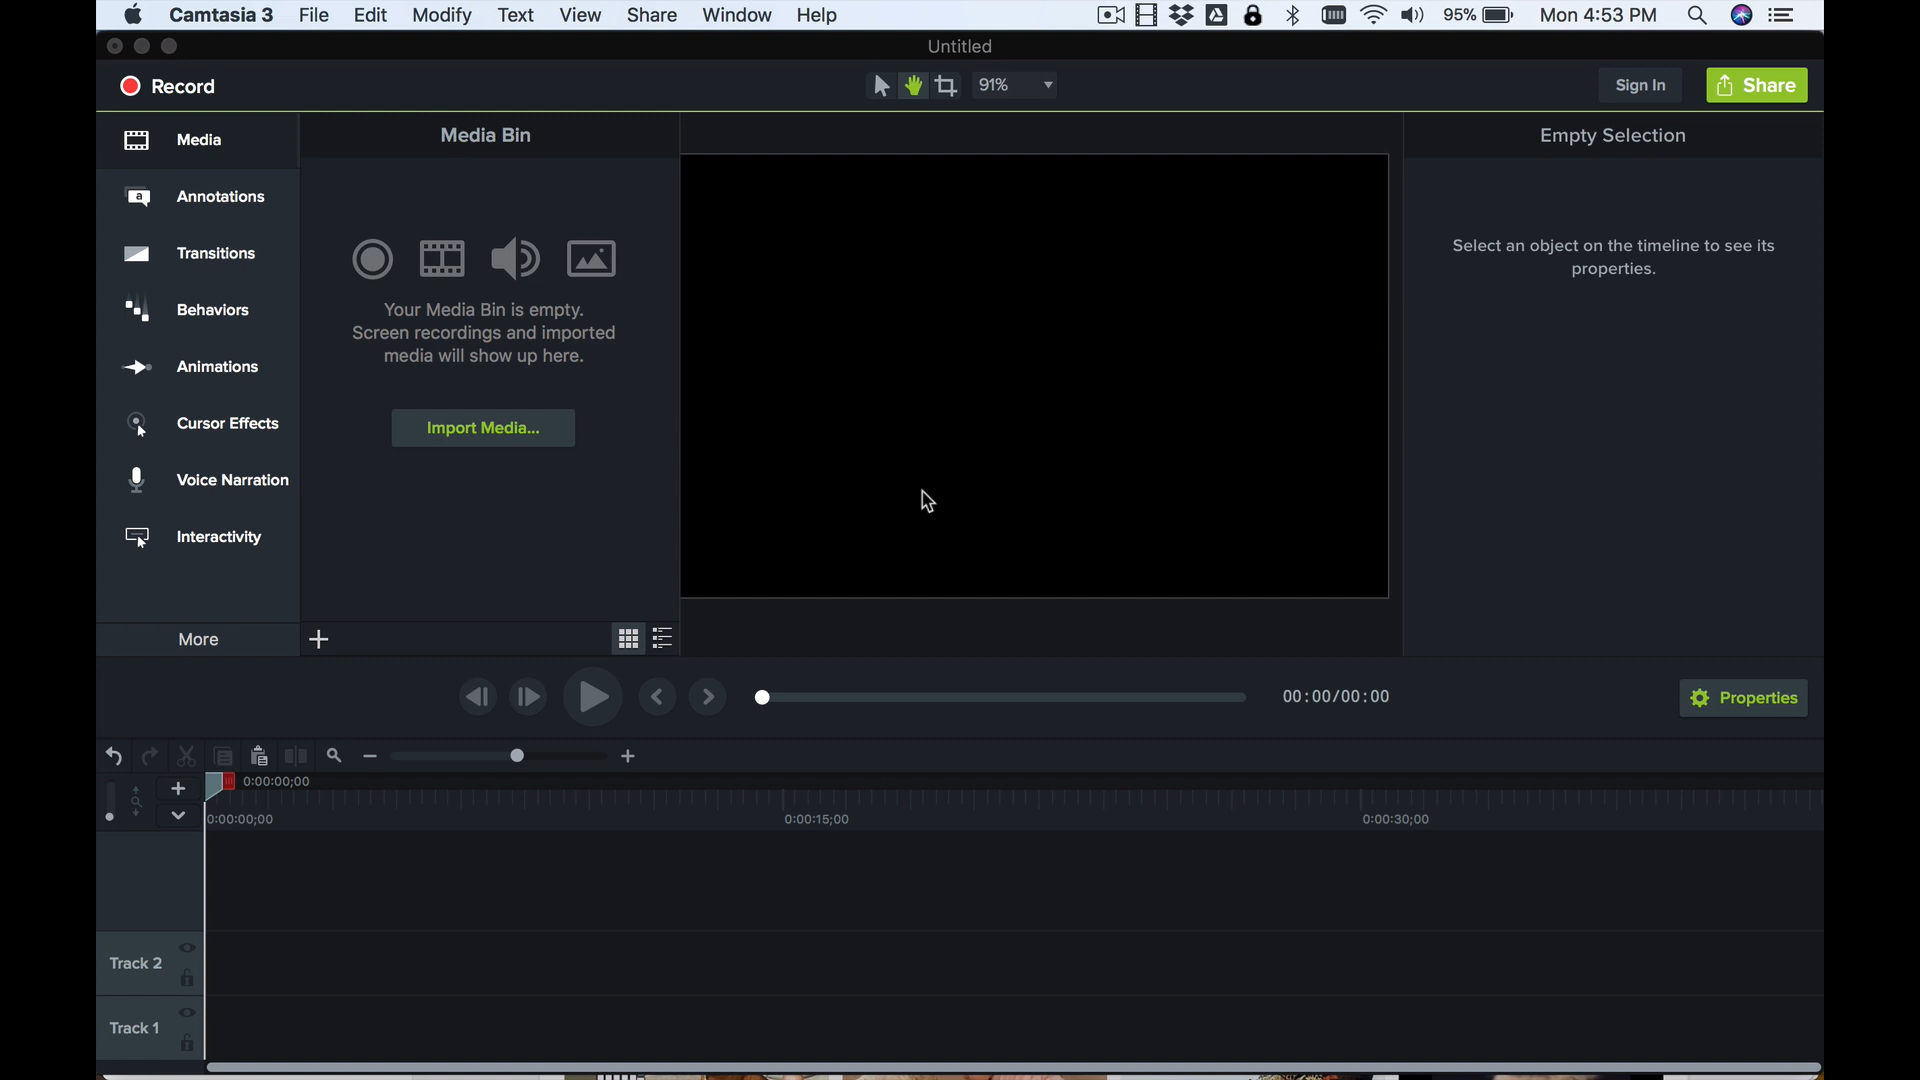 Camtasia 3 File Edit Modify Text View Share Window Help 95% Mon 4:53 PM
Untitled
Record 91% Sign In Share
Media
Annotations
Transitions
Behaviors
Animations
Cursor Effects
Voice Narration
Interactivity
More
Media Bin
Your Media Bin is empty.
Screen recordings and imported
media will show up here.
Import Media...
Empty Selection
Select an object on the timeline to see its
properties.
00:00/00:00
Properties
0:00:00;00
0:00:00;00 0:00:15;00 0:00:30;00
Track 2
Track 1